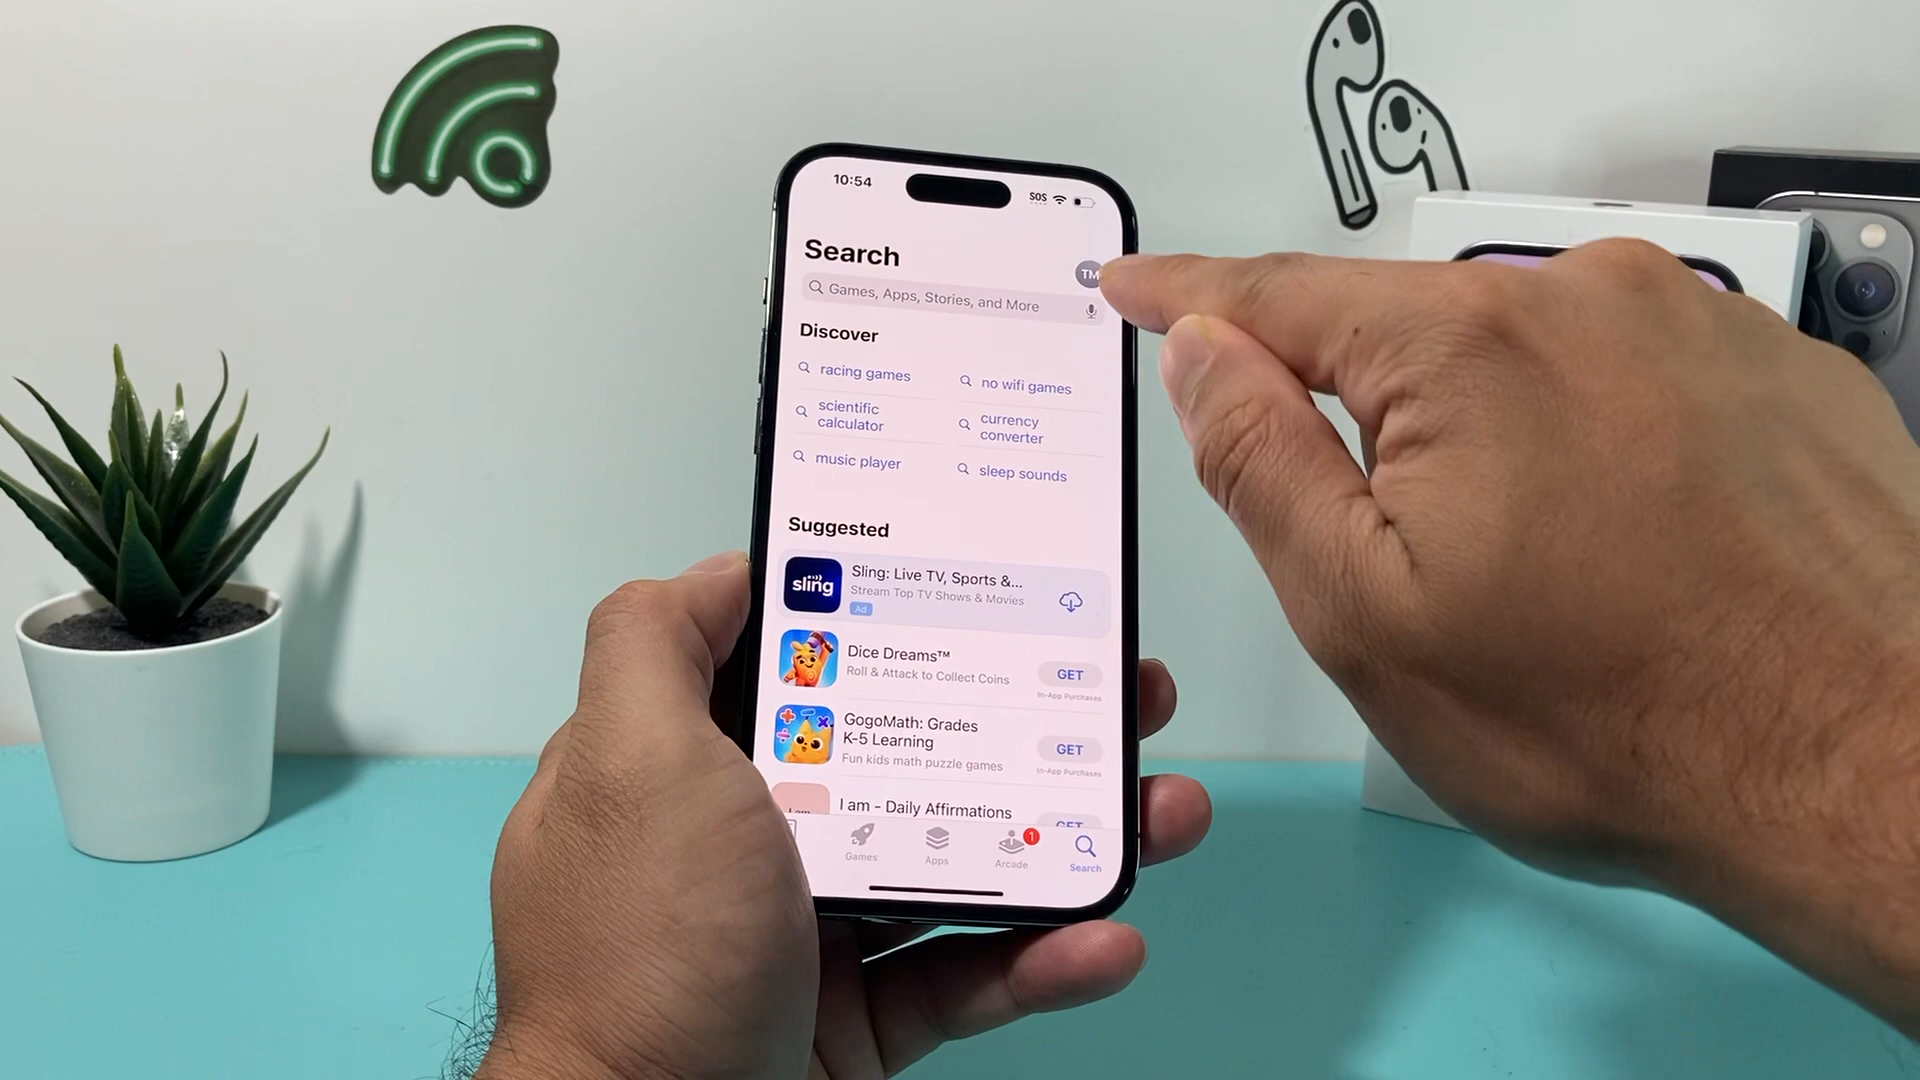 10:54
SOS
Search
TM
Games, Apps, Stories, and More
Discover
racing games
no wifi games
scientific
calculator
currency
converter
music player
sleep sounds
Suggested
sling
Sling: Live TV, Sports &...
Stream Top TV Shows & Movies
Ad
Dice Dreams™
Roll & Attack to Collect Coins
GET
In-App Purchases
GogoMath: Grades
K-5 Learning
Fun kids math puzzle games
GET
In-App Purchases
I am
I am - Daily Affirmations
GET
Games
Apps
Arcade
1
Search